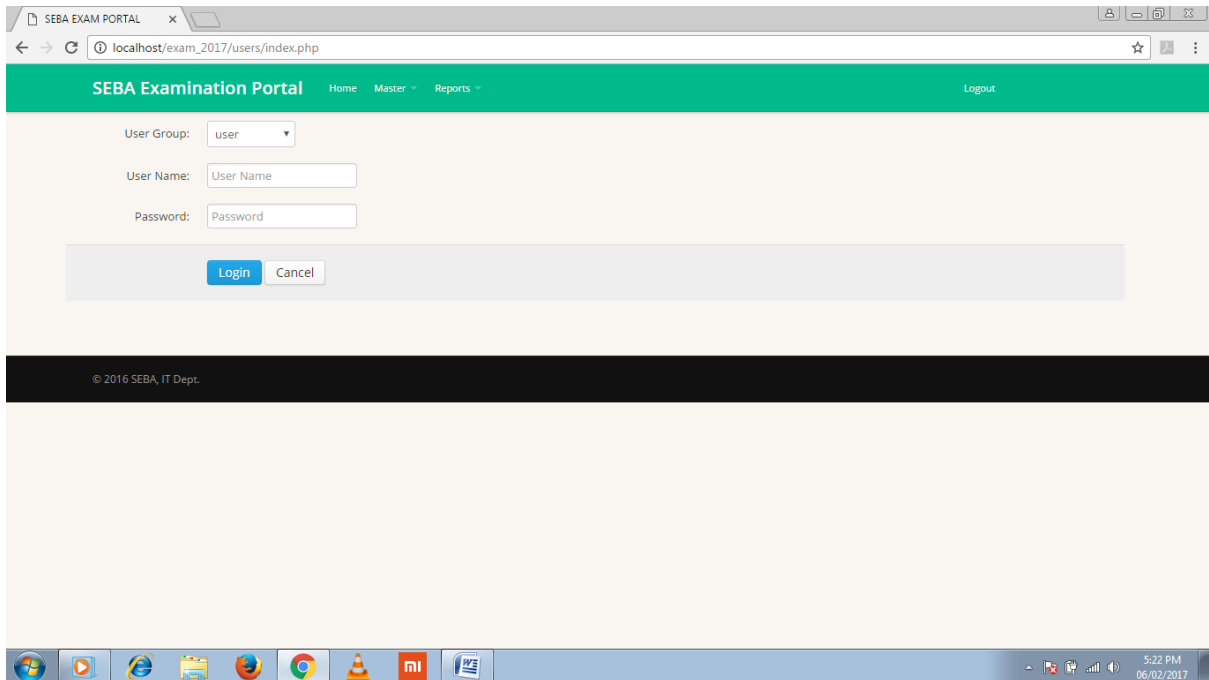 SEBA EXAM PORTAL
localhost/exam_2017/users/index.php
SEBA Examination Portal Home Master Reports Logout
User Group: user
User Name: User Name
Password: Password
Login Cancel
© 2016 SEBA, IT Dept.
mi W
5:22 PM
06/02/2017